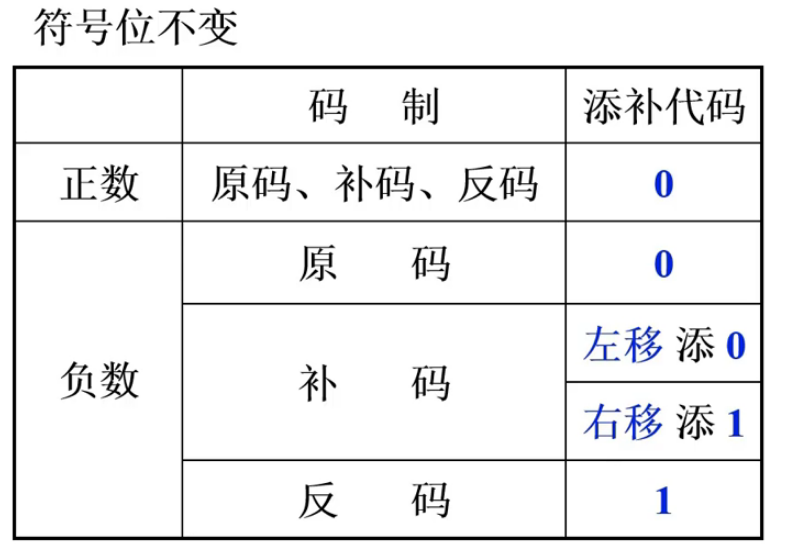 符号位不变
码 制 添补代码
正数 原码、补码、反码 0
原 码 0
负数 补 码 左移 添 0
右移 添 1
反 码 1